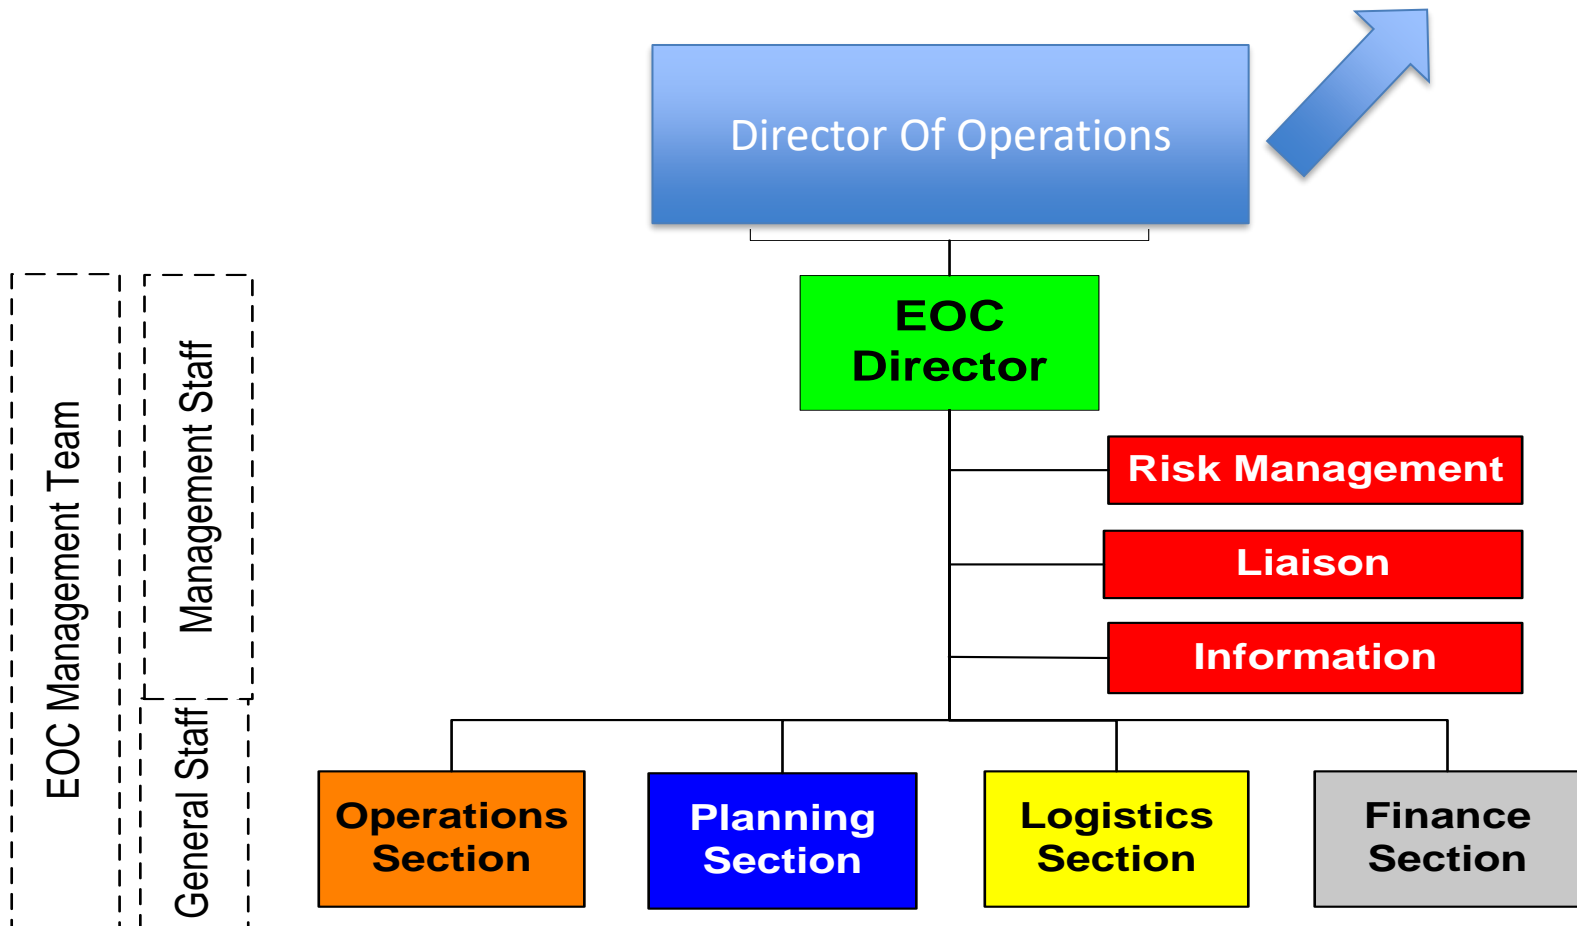 Director Of Operations
EOC
Director
EOC Management Team
Management Staff
Risk Management
Liaison
Information
General Staff
Operations
Section
Planning
Section
Logistics
Section
Finance
Section